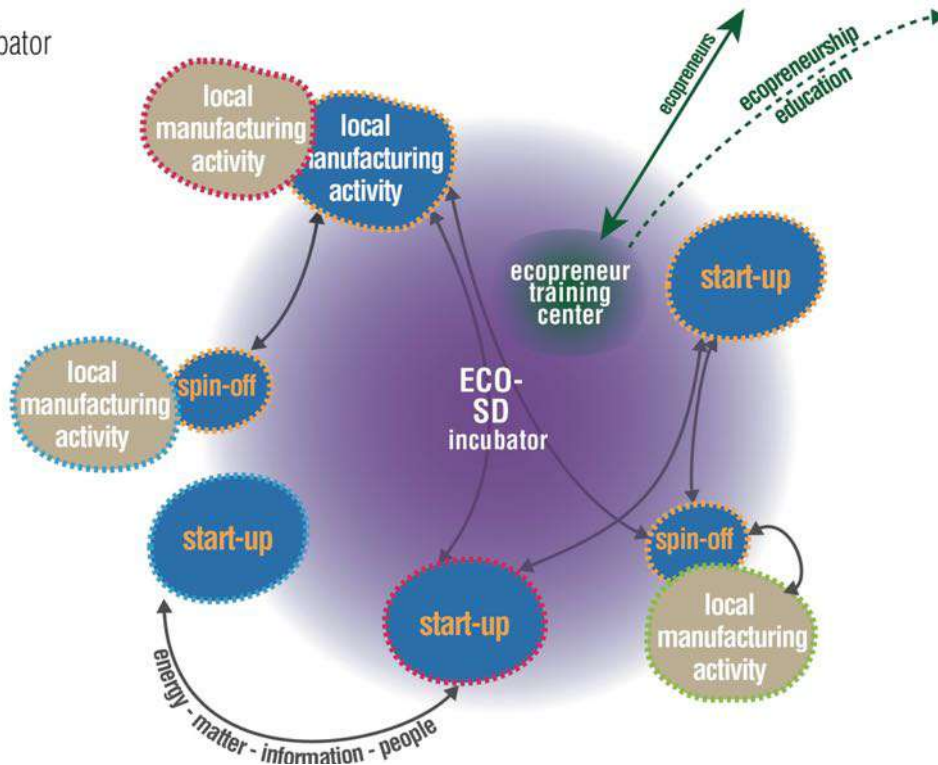 bator
ecopreneurs
ecopreneurship
education
local
manufacturing
activity
local
manufacturing
activity
ecopreneur
training
center
start-up
local
manufacturing
activity
spin-off
ECO-
SD
incubator
start-up
start-up
spin-off
local
manufacturing
activity
energy - matter - information - people